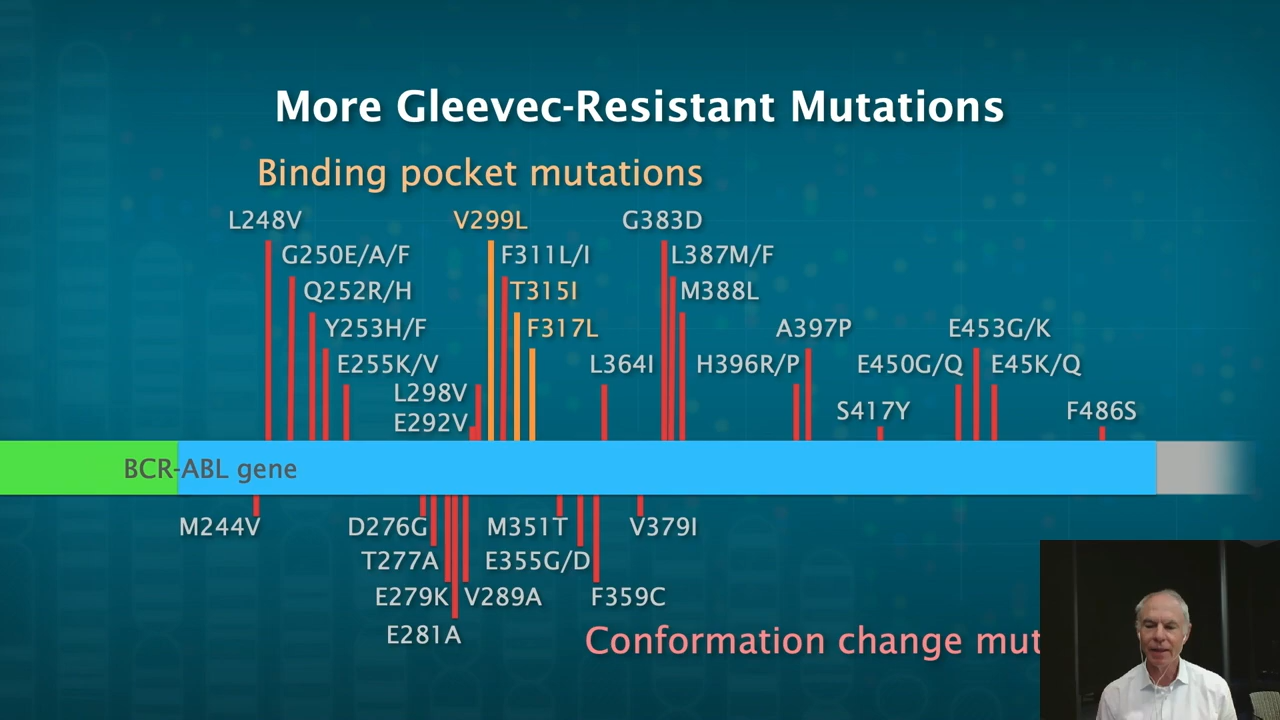 More Gleevec-Resistant Mutations
Binding pocket mutations
L248V
V299L
G383D
G250E/A/F
F311L/I
L387M/F
Q252R/H
T315I
M388L
Y253H/F
F317L
A397P
E453G/K
E255K/V
L364I
H396R/P
E450G/Q
E45K/Q
L298V
S417Y
F486S
E292V
BCR-ABL gene
M244V
D276G
M351T
V379I
T277A
E355G/D
E279K
V289A
F359C
E281A
Conformation change mut